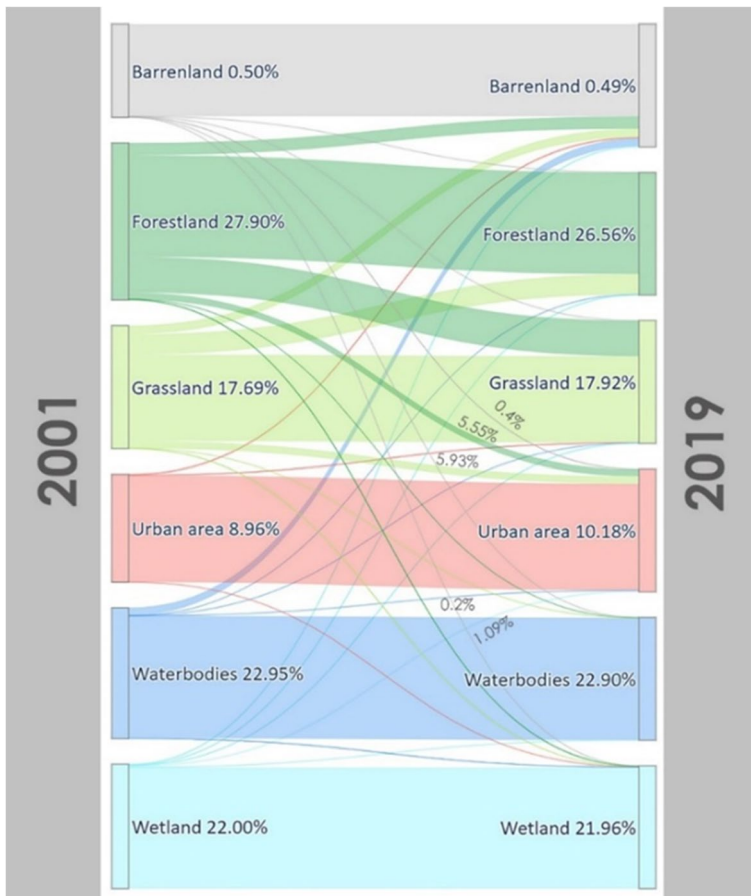 2001
Barrenland 0.50%
Forestland 27.90%
Grassland 17.69%
Urban area 8.96%
Waterbodies 22.95%
Wetland 22.00%
0.4%
5.55%
5.93%
0.2%
1.09%
Barrenland 0.49%
Forestland 26.56%
Grassland 17.92%
Urban area 10.18%
Waterbodies 22.90%
Wetland 21.96%
2019